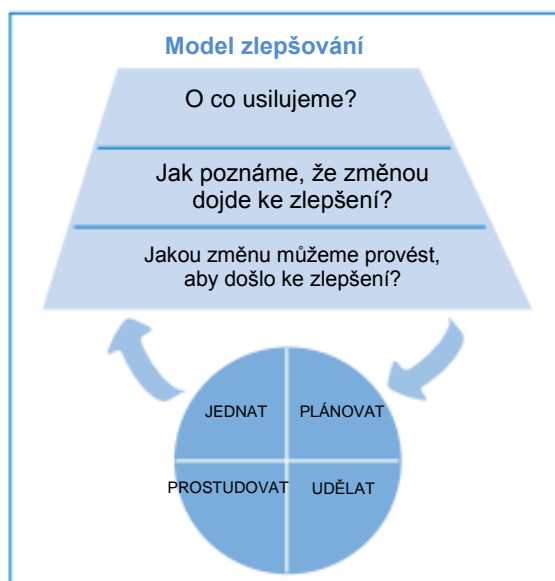 Model zlepšování
O co usilujeme?
Jak poznáme, že změnou
dojde ke zlepšení?
Jakou změnu můžeme provést,
aby došlo ke zlepšení?
JEDNAT
PLÁNOVAT
PROSTUDOVAT
UDĚLAT